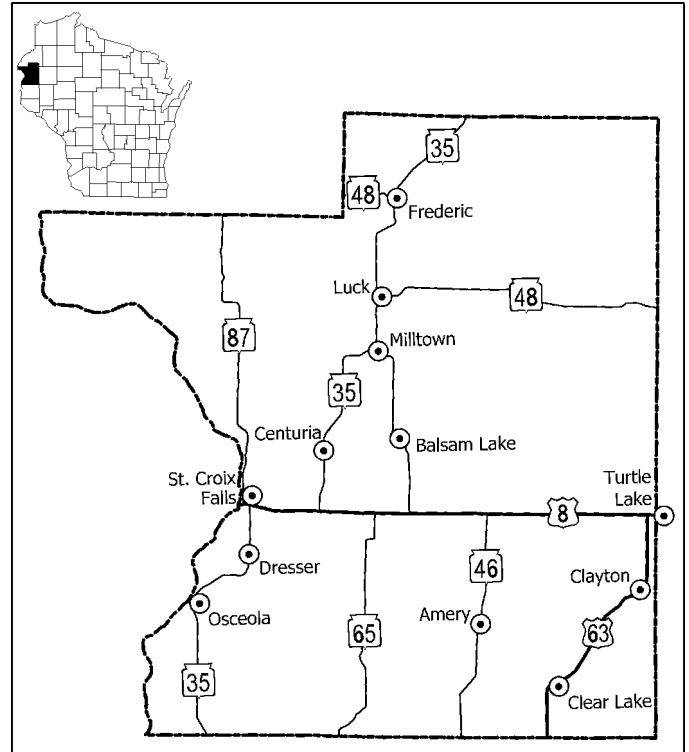 35
48
Frederic
Luck
48
87
Milltown
35
Centuria
Balsam Lake
St. Croix
Falls
Turtle
Lake
8
Dresser
46
Clayton
Osceola
Amery
65
63
35
Clear Lake